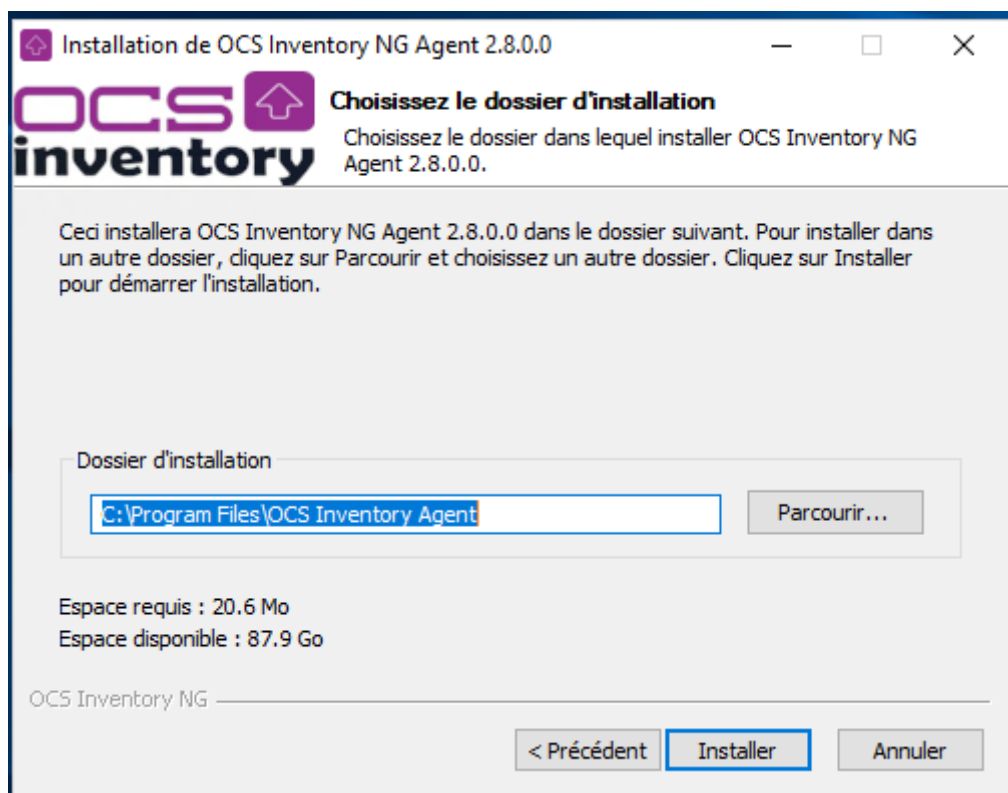 Installation de OCS Inventory NG Agent 2.8.0.0
OCS
inventory
Choisissez le dossier d'installation
Choisissez le dossier dans lequel installer OCS Inventory NG
Agent 2.8.0.0.
Ceci installera OCS Inventory NG Agent 2.8.0.0 dans le dossier suivant. Pour installer dans
un autre dossier, cliquez sur Parcourir et choisissez un autre dossier. Cliquez sur Installer
pour démarrer l'installation.
Dossier d'installation
C:\Program Files\OCS Inventory Agent
Parcourir...
Espace requis : 20.6 Mo
Espace disponible : 87.9 Go
OCS Inventory NG
< Précédent
Installer
Annuler